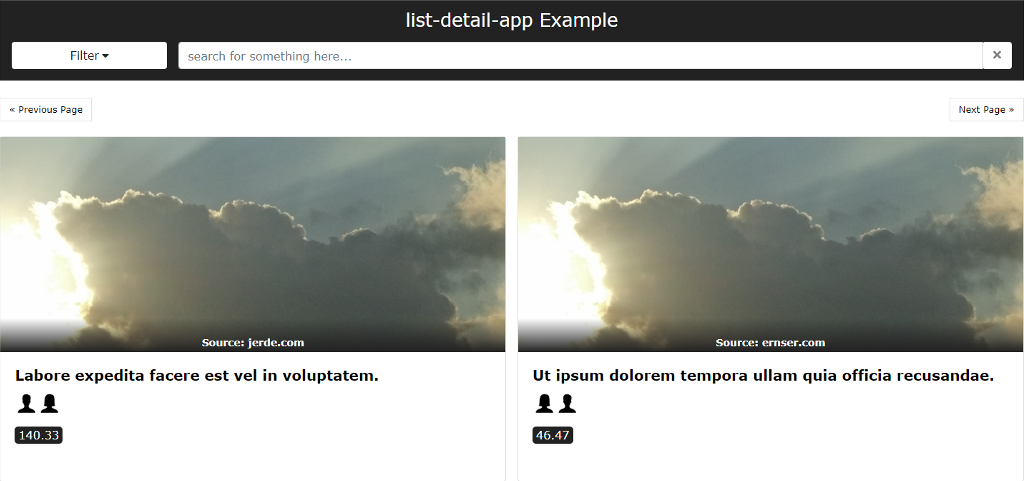 list-detail-app Example
Filter
search for something here...
« Previous Page
Next Page »
Source: jerde.com
Source: ernser.com
Labore expedita facere est vel in voluptatem.
Ut ipsum dolorem tempora ullam quia officia recusandae.
140.33
46.47